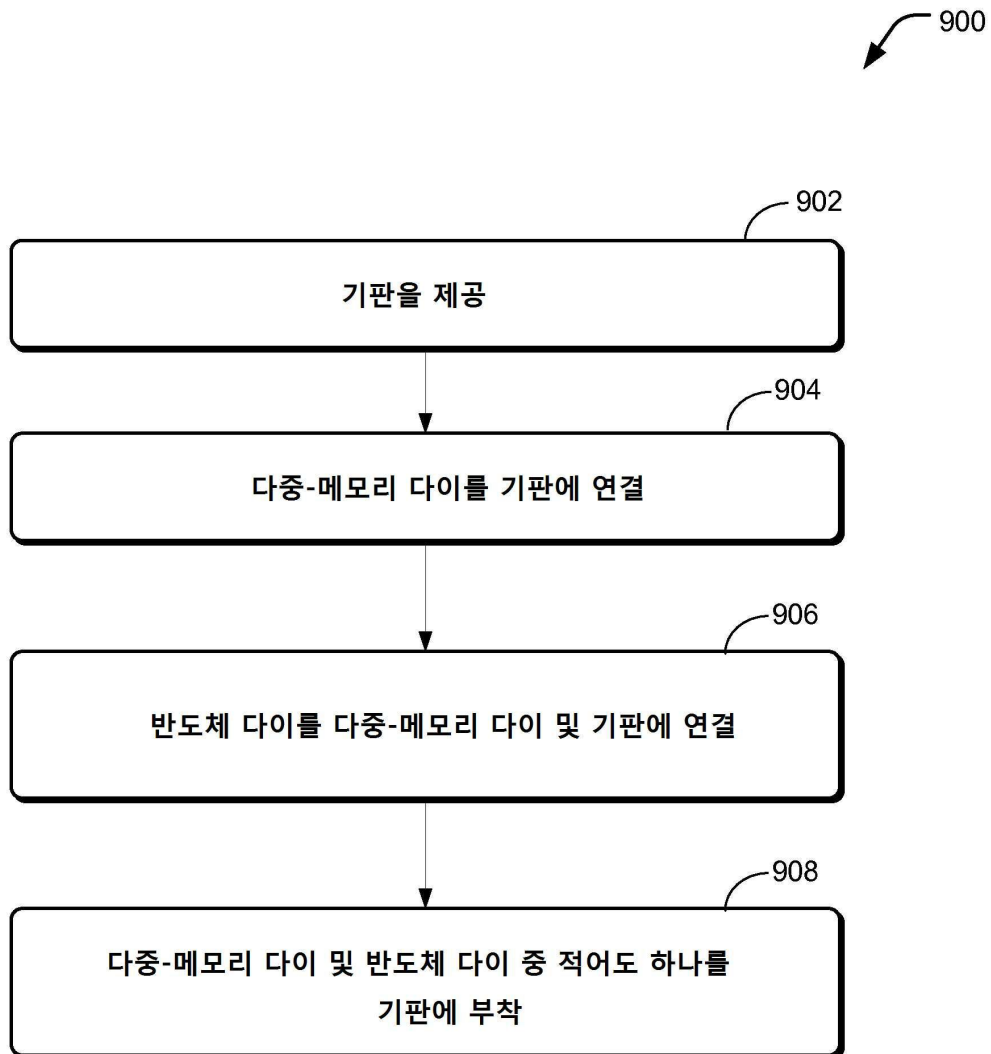 900
902
기판을 제공
904
다중-메모리 다이를 기판에 연결
906
반도체 다이를 다중-메모리 다이 및 기판에 연결
908
다중-메모리 다이 및 반도체 다이 중 적어도 하나를
기판에 부착